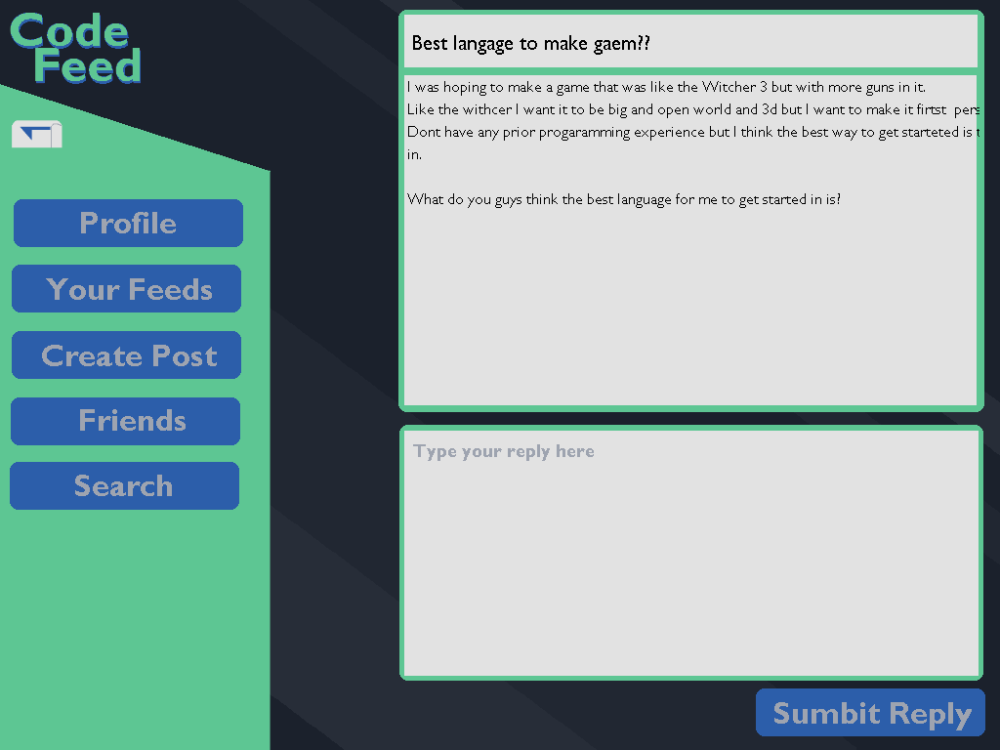 Code
Feed
Profile
Your Feeds
Create Post
Friends
Search
Best langage to make gaem??
I was hoping to make a game that was like the Witcher 3 but with more guns in it.
Like the withcer I want it to be big and open world and 3d but I want to make it firtst
Dont have any prior progaramming experience but I think the best way to get starteted is
in.
What do you guys think the best language for me to get started in is?
Type your reply here
Sumbit Reply